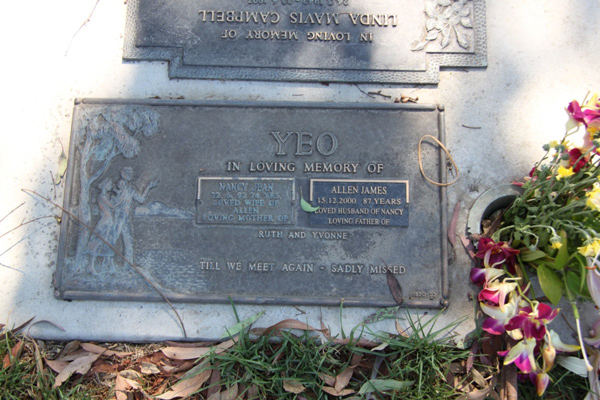 LINDA MAVIS CAMPBELL
IN LOVING MEMORY OF
YEO
IN LOVING MEMORY OF
NANCY JEAN
LOVED WIFE OF
ALLEN
LOVING MOTHER OF
ALLEN JAMES
15.12.2000 87 YEARS
LOVED HUSBAND OF NANCY
LOVING FATHER OF
RUTH AND YVONNE
TILL WE MEET AGAIN - SADLY MISSED